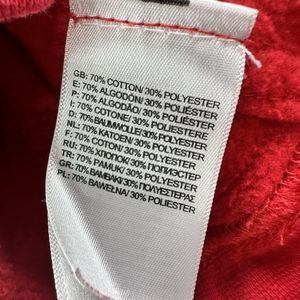 GB: 70% COTTON/30% POLYESTER
E: 70% ALGODÓN/30% POLIÉSTER
P: 70% ALGODÃO/30% POLIÉSTER
I: 70% COTONE/30% POLIESTERE
D: 70% BAUMWOLLE/30% POLYESTER
NL: 70% KATOEN/30% POLYESTER
F: 70% COTON/30% POLYESTER
RU: 70% ХЛОПОК/30% ПОЛИЭСТЕР
TR: 70% PAMUK/30% POLYESTER
GR: 70% ΒΑΜΒΑΚΙ/30% ΠΟΛΥΕΣΤΕΡΑΣ
PL: 70% BAWEŁNA/30% POLIESTER